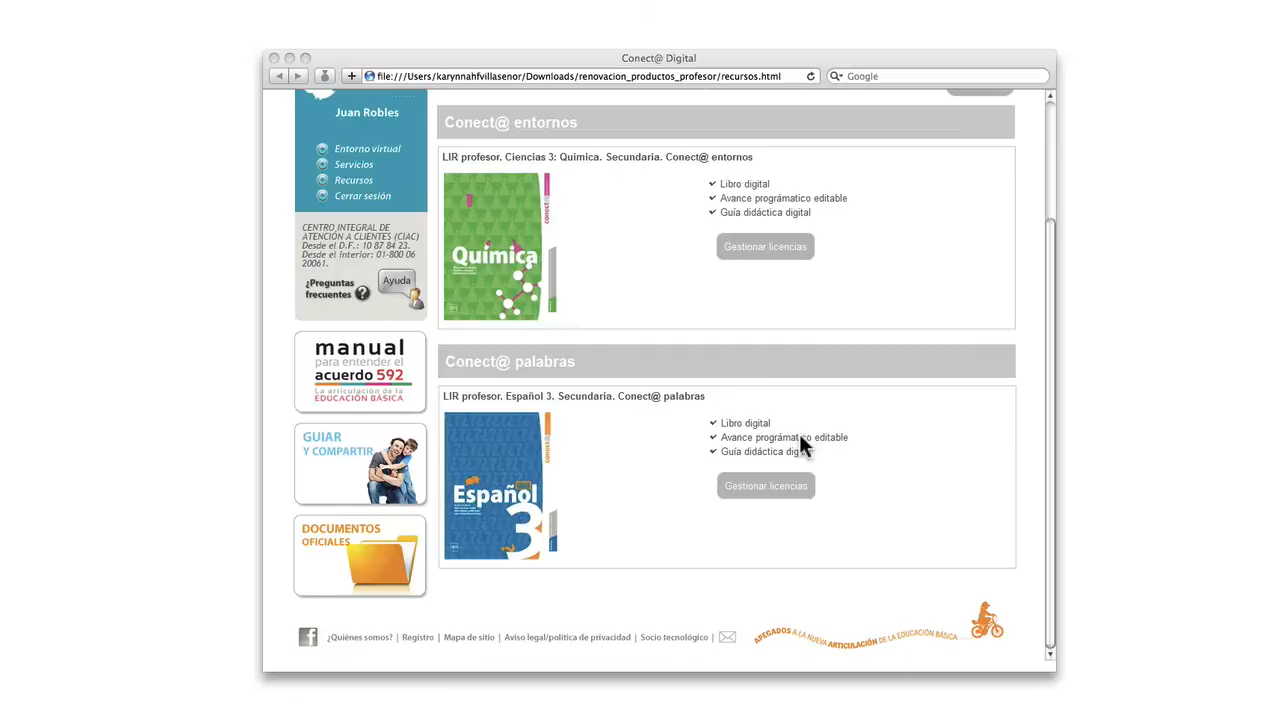 Conect@ Digital
file:///Users/karynnahfvillasenor/Downloads/renovacion_productos_profesor/recursos.html
Google
Juan Robles
Entorno virtual
Servicios
Recursos
Cerrar sesión
CENTRO INTEGRAL DE
ATENCIÓN A CLIENTES (CIAC)
Desde el D.F.: 10 87 84 23.
Desde el interior: 01-800 06
20061.
¿Preguntas
frecuentes ?
Ayuda
manual
para entender el
acuerdo 592
La articulación de la
EDUCACIÓN BÁSICA
GUIAR
Y COMPARTIR
DOCUMENTOS
OFICIALES
Conect@ entornos
LIR profesor. Ciencias 3: Química. Secundaria. Conect@ entornos
Química
conect@
Libro digital
Avance programático editable
Guía didáctica digital
Gestionar licencias
Conect@ palabras
LIR profesor. Español 3. Secundaria. Conect@ palabras
Español
3
conect@
Libro digital
Avance prográmatico editable
Guía didáctica dig
Gestionar licencias
¿Quiénes somos? | Registro | Mapa de sitio | Aviso legal/política de privacidad | Socio tecnológico |
APEGADOS A LA NUEVA ARTICULACIÓN DE LA EDUCACIÓN BÁSICA